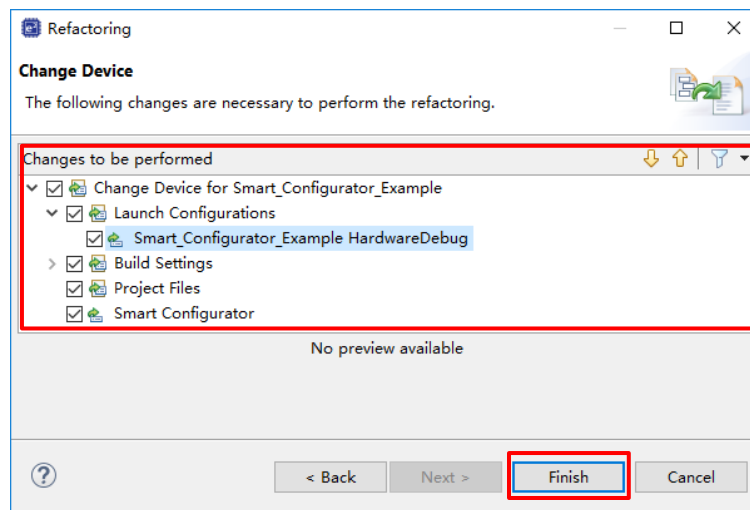 Refactoring
Change Device
The following changes are necessary to perform the refactoring.
Changes to be performed
Change Device for Smart_Configurator_Example
Launch Configurations
Smart_Configurator_Example HardwareDebug
Build Settings
Project Files
Smart Configurator
No preview available
< Back Next > Finish Cancel